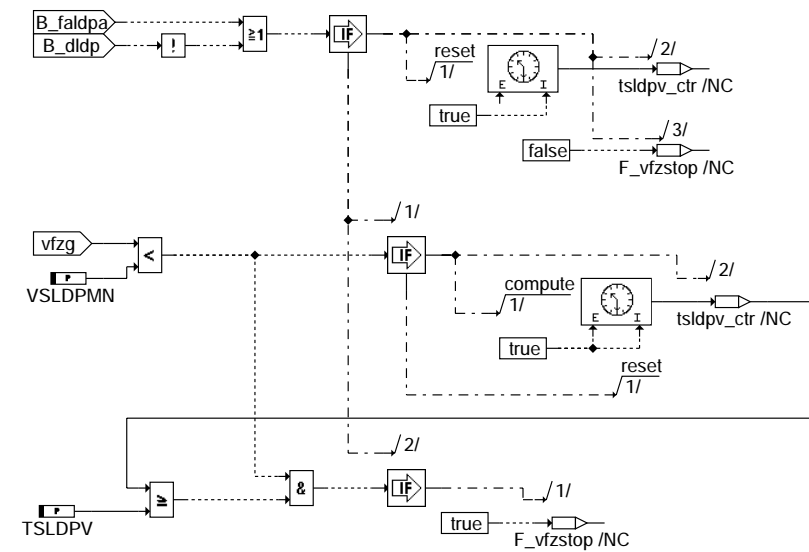 B_faldpa
B_dldp
!
≥1
IF
reset
1/
E I
true
2/
tsldpv_ctr /NC
false
3/
F_vfzstop /NC
1/
vfzg
<
P
VSLDPMN
IF
2/
compute
1/
E I
true
tsldpv_ctr /NC
reset
1/
2/
≥
P
TSLDPV
&
IF
1/
true
F_vfzstop /NC